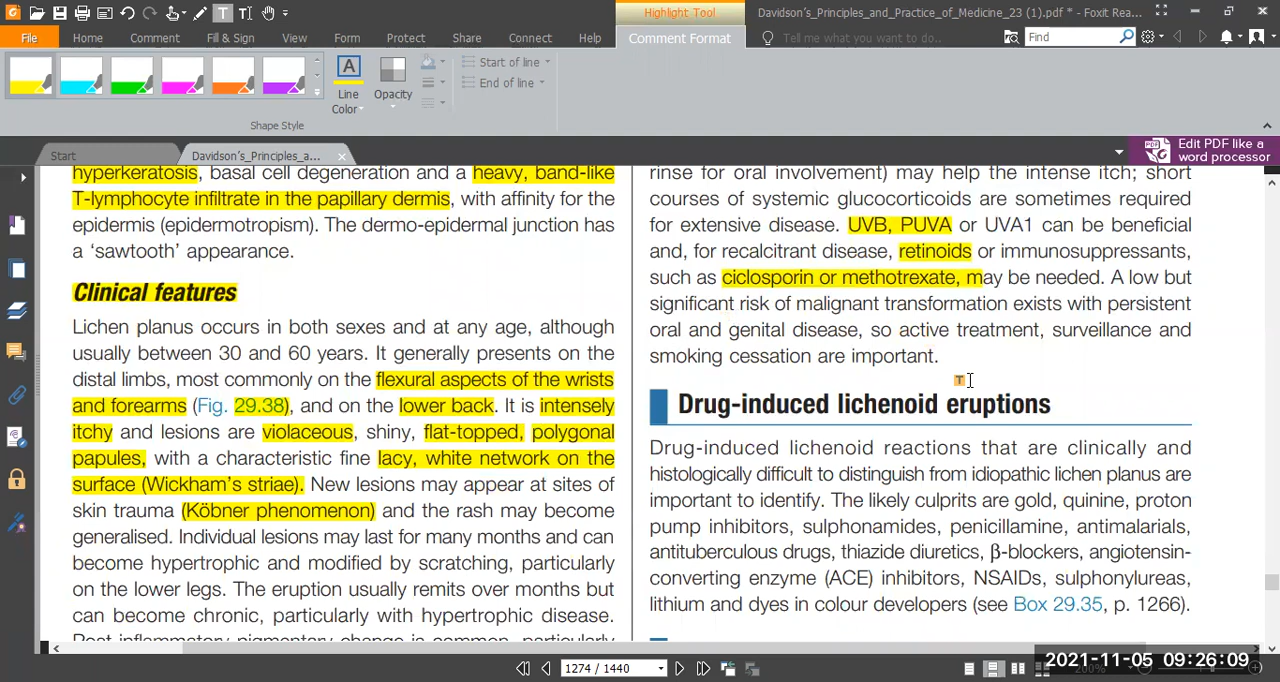 Highlight Tool
Davidson's_Principles_and_Practice_of_Medicine_23 (1).pdf * - Foxit Rea...
File
Home
Comment
Fill & Sign
View
Form
Protect
Share
Connect
Help
Comment Format
Tell me what you want to do..
Find
Line
Color
Opacity
Start of line
End of line
Shape Style
Start
Davidson's_Principles_a...
Edit PDF like a
word processor
hyperkeratosis, basal cell degeneration and a heavy, band-like
T-lymphocyte infiltrate in the papillary dermis, with affinity for the
epidermis (epidermotropism). The dermo-epidermal junction has
a 'sawtooth' appearance.
Clinical features
Lichen planus occurs in both sexes and at any age, although
usually between 30 and 60 years. It generally presents on the
distal limbs, most commonly on the flexural aspects of the wrists
and forearms (Fig. 29.38), and on the lower back. It is intensely
itchy and lesions are violaceous, shiny, flat-topped, polygonal
papules, with a characteristic fine lacy, white network on the
surface (Wickham's striae). New lesions may appear at sites of
skin trauma (Köbner phenomenon) and the rash may become
generalised. Individual lesions may last for many months and can
become hypertrophic and modified by scratching, particularly
on the lower legs. The eruption usually remits over months but
can become chronic, particularly with hypertrophic disease.
Post-inflammatory pigmentary change is common, particularly
rinse for oral involvement) may help the intense itch; short
courses of systemic glucocorticoids are sometimes required
for extensive disease. UVB, PUVA or UVA1 can be beneficial
and, for recalcitrant disease, retinoids or immunosuppressants,
such as ciclosporin or methotrexate, may be needed. A low but
significant risk of malignant transformation exists with persistent
oral and genital disease, so active treatment, surveillance and
smoking cessation are important.
Drug-induced lichenoid eruptions
Drug-induced lichenoid reactions that are clinically and
histologically difficult to distinguish from idiopathic lichen planus are
important to identify. The likely culprits are gold, quinine, proton
pump inhibitors, sulphonamides, penicillamine, antimalarials,
antituberculous drugs, thiazide diuretics, β-blockers, angiotensin-
converting enzyme (ACE) inhibitors, NSAIDs, sulphonylureas,
lithium and dyes in colour developers (see Box 29.35, p. 1266).
1274 / 1440
2021-11-05 09:26:09